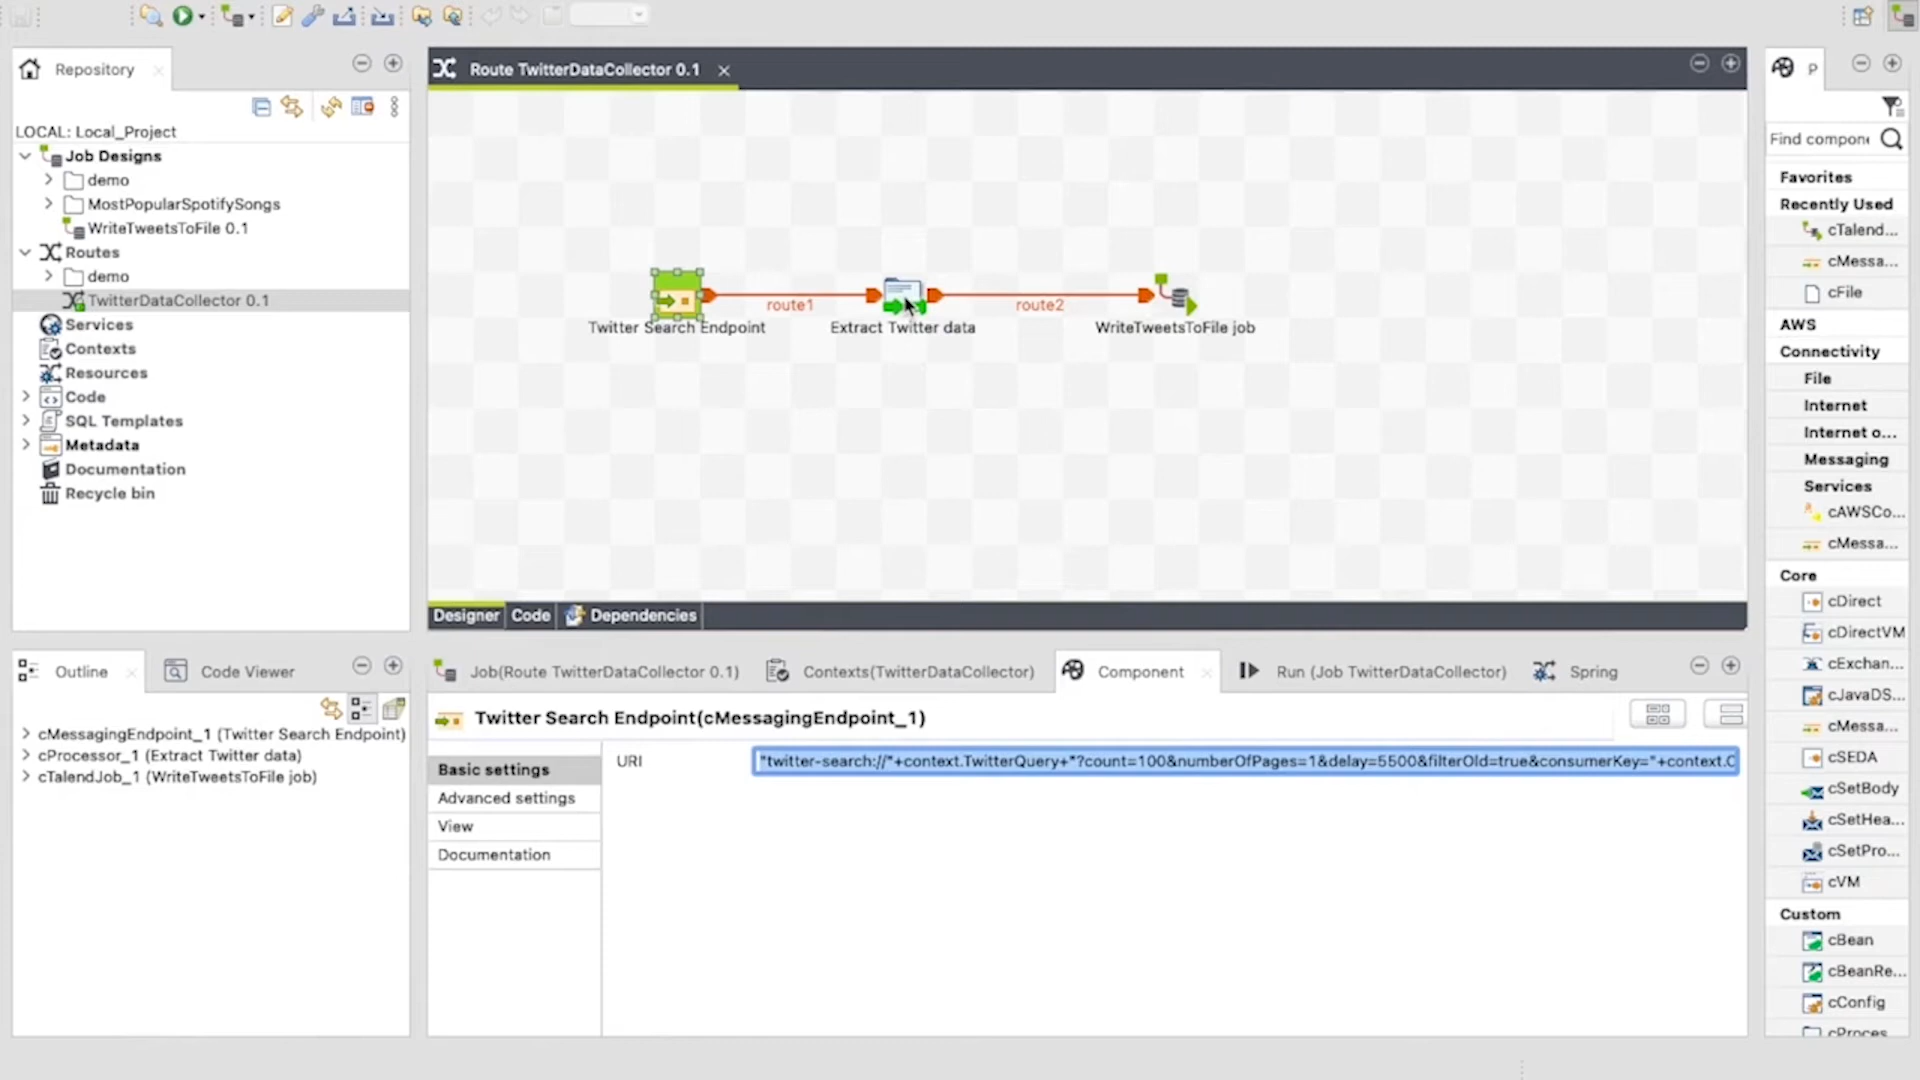 Repository
LOCAL: Local_Project
Job Designs
demo
MostPopularSpotifySongs
WriteTweetsToFile 0.1
Routes
demo
TwitterDataCollector 0.1
Services
Contexts
Resources
Code
SQL Templates
Metadata
Documentation
Recycle bin
Route TwitterDataCollector 0.1
route1
route2
Twitter Search Endpoint
Extract Twitter data
WriteTweetsToFile job
Designer
Code
Dependencies
P
Find compon
Favorites
Recently Used
cTalend...
cMessa...
cFile
AWS
Connectivity
File
Internet
Internet o...
Messaging
Services
cAWSCo...
cMessa...
Core
cDirect
cDirectVM
cExchan...
cJavaDS...
cMessa...
cSEDA
cSetBody
cSetHea...
cSetPro...
cVM
Custom
cBean
cBeanRe...
cConfig
cProces
Outline
Code Viewer
cMessagingEndpoint_1 (Twitter Search Endpoint)
cProcessor_1 (Extract Twitter data)
cTalendJob_1 (WriteTweetsToFile job)
Job(Route TwitterDataCollector 0.1)
Contexts(TwitterDataCollector)
Component
Run (Job TwitterDataCollector)
Spring
Twitter Search Endpoint(cMessagingEndpoint_1)
Basic settings
Advanced settings
View
Documentation
URI
"twitter-search://"+context.TwitterQuery+"?count=100&numberOfPages=1&delay=5500&filterOld=true&consumerKey="+context.C